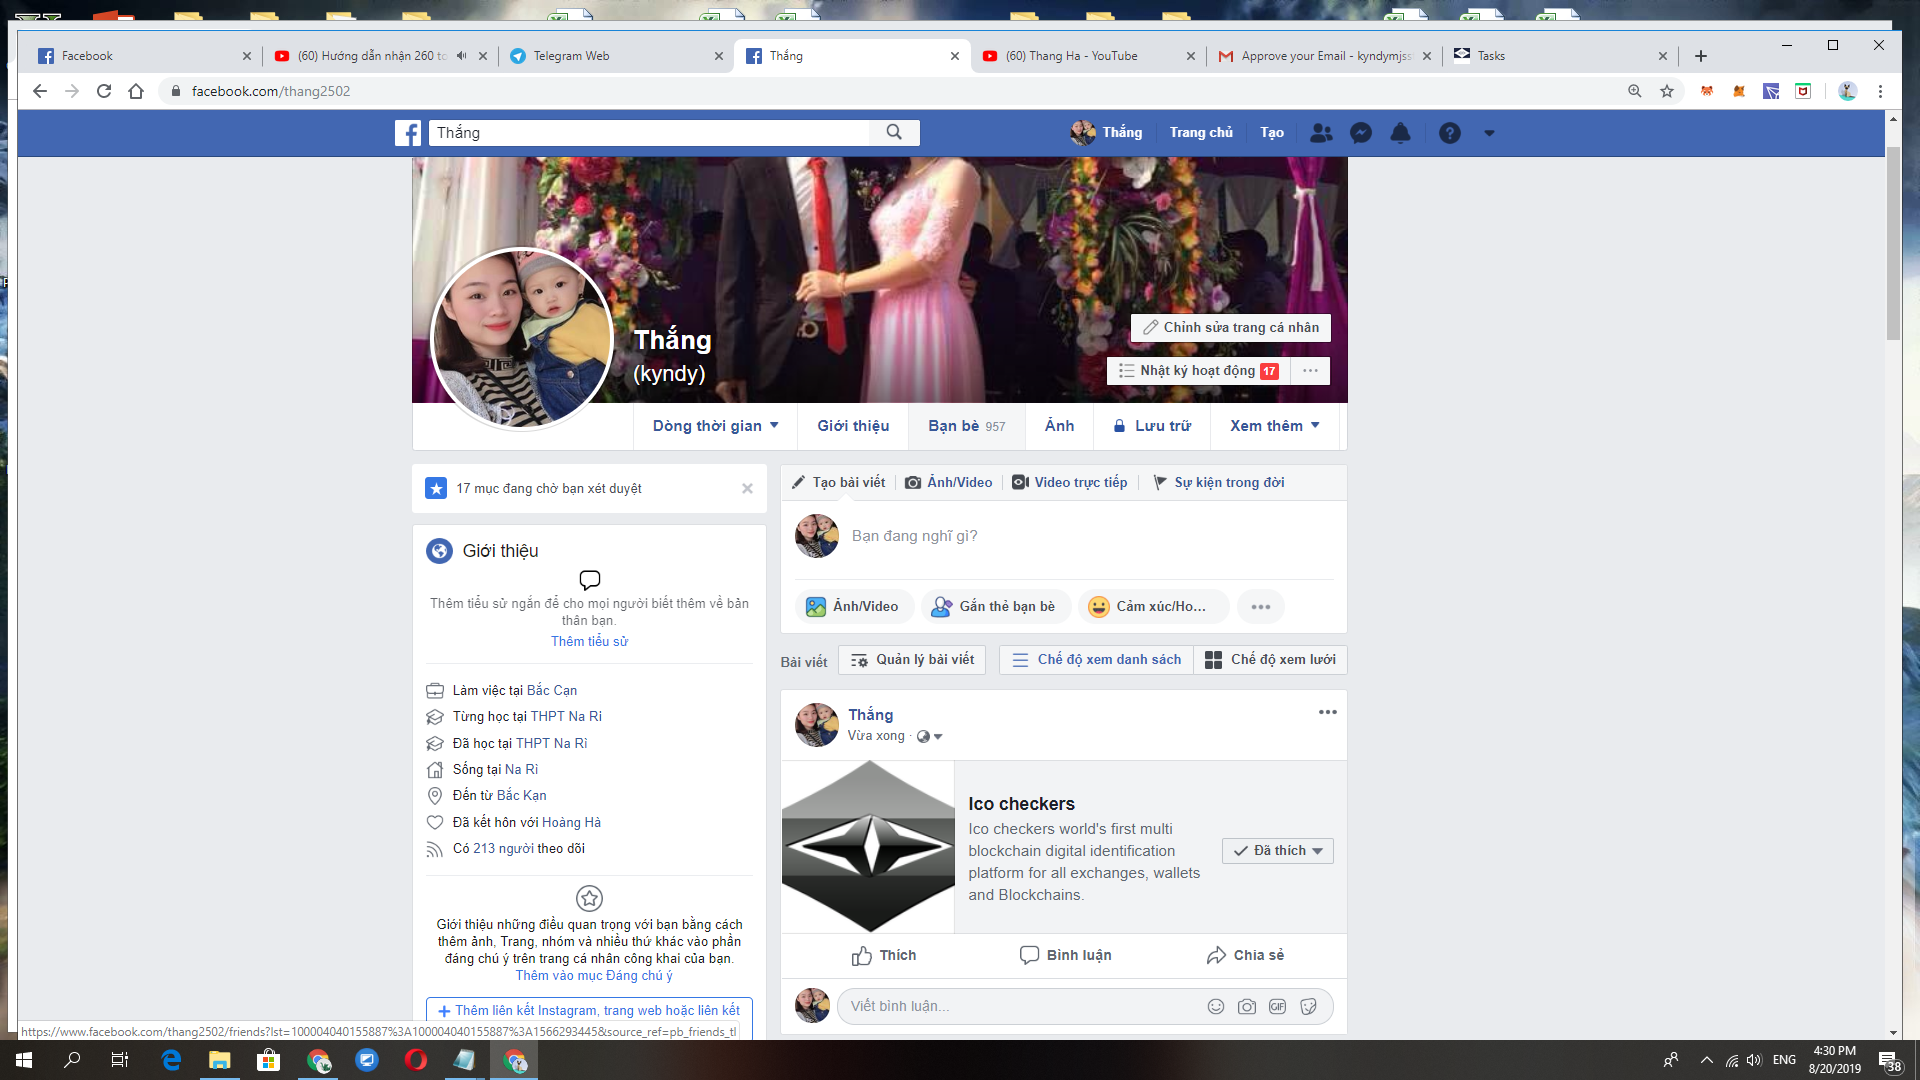 Facebook
(60) Hướng dẫn nhận 260 to
Telegram Web
Thắng
(60) Thang Ha - YouTube
Approve your Email - kyndymjss
Tasks
facebook.com/thang2502
Thắng
Thắng
Trang chủ
Tạo
Thắng
(kyndy)
Chỉnh sửa trang cá nhân
Nhật ký hoạt động 17
Dòng thời gian
Giới thiệu
Bạn bè 957
Ảnh
Lưu trữ
Xem thêm
17 mục đang chờ bạn xét duyệt
Giới thiệu
Thêm tiểu sử ngắn để cho mọi người biết thêm về bản
thân bạn.
Thêm tiểu sử
Làm việc tại Bắc Cạn
Từng học tại THPT Na Ri
Đã học tại THPT Na Rì
Sống tại Na Rì
Đến từ Bắc Kạn
Đã kết hôn với Hoàng Hà
Có 213 người theo dõi
Giới thiệu những điều quan trọng với bạn bằng cách
thêm ảnh, Trang, nhóm và nhiều thứ khác vào phần
đáng chú ý trên trang cá nhân công khai của bạn.
Thêm vào mục Đáng chú ý
Thêm liên kết Instagram, trang web hoặc liên kết
Tạo bài viết
Ảnh/Video
Video trực tiếp
Sự kiện trong đời
Bạn đang nghĩ gì?
Ảnh/Video
Gắn thẻ bạn bè
Cảm xúc/Ho...
Bài viết
Quản lý bài viết
Chế độ xem danh sách
Chế độ xem lưới
Thắng
Vừa xong ·
Ico checkers
Ico checkers world's first multi
blockchain digital identification
platform for all exchanges, wallets
and Blockchains.
Đã thích
Thích
Bình luận
Chia sẻ
Viết bình luận...
GIF
https://www.facebook.com/thang2502/friends?lst=100004040155887%3A100004040155887%3A1566293445&source_ref=pb_friends_tl
ENG
4:30 PM
8/20/2019
38